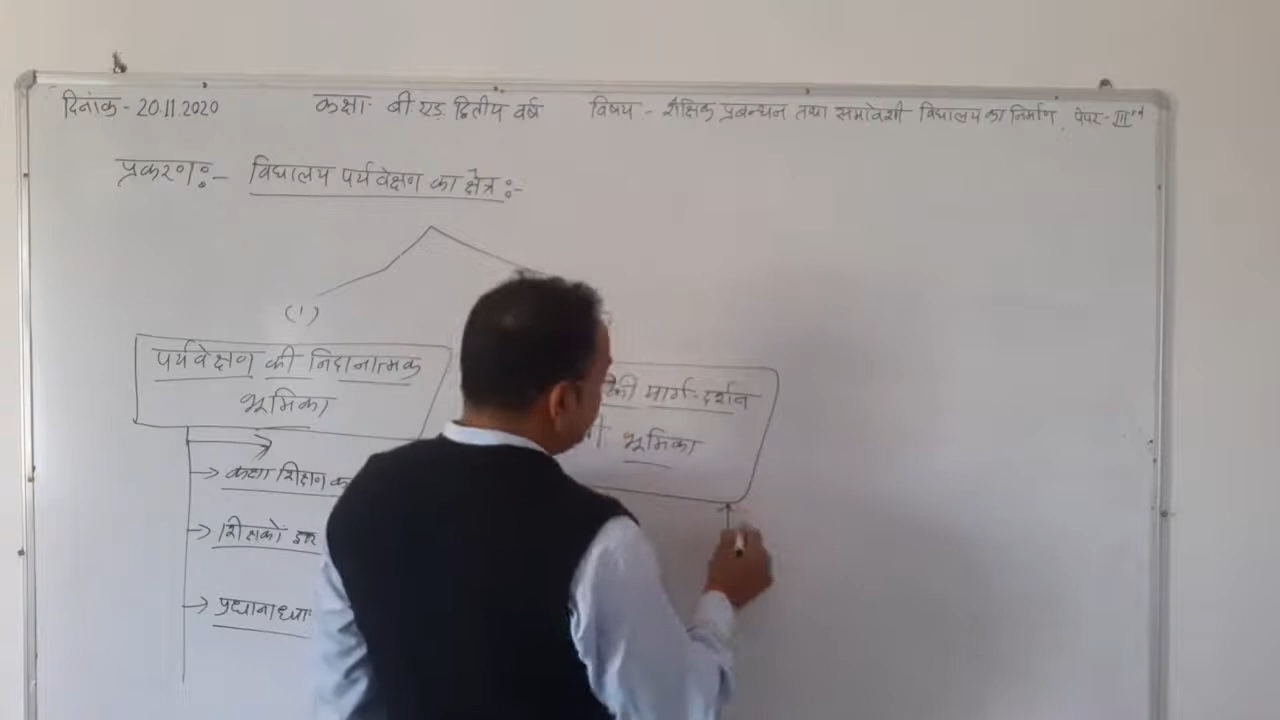 दिनांक - 20.11.2020 कक्षा - बी.एड. द्वितीय वर्ष विषय - शैक्षिक प्रबन्धन तथा समावेशी विद्यालय का निर्माण, पेपर - III rd
प्रकरण:- विद्यालय पर्यवेक्षण का क्षेत्र :-
(1)
पर्यवेक्षण की निदानात्मक
भूमिका
की मार्ग-दर्शन
भूमिका
→ कक्षा शिक्षण
→ शिक्षकों
→